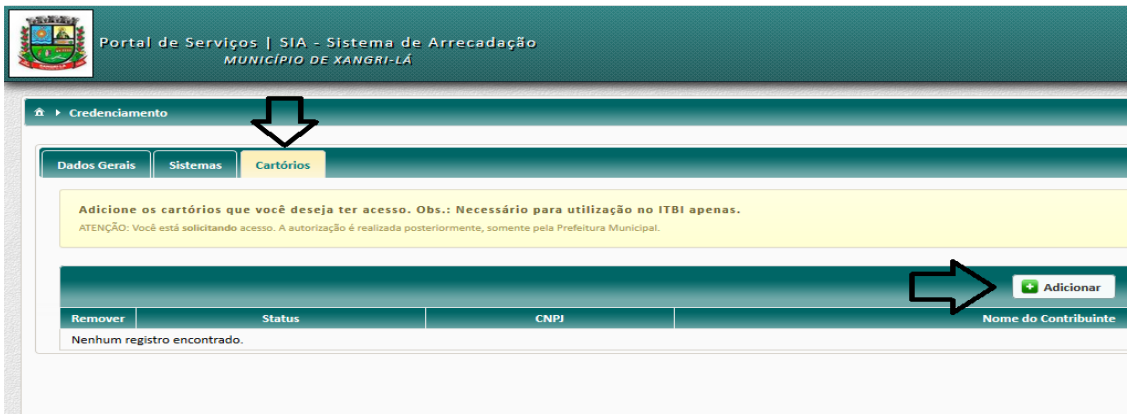 Portal de Serviços | SIA - Sistema de Arrecadação
MUNICÍPIO DE XANGRI-LÁ
Credenciamento
Dados Gerais
Sistemas
Cartórios
Adicione os cartórios que você deseja ter acesso. Obs.: Necessário para utilização no ITBI apenas.
ATENÇÃO: Você está solicitando acesso. A autorização é realizada posteriormente, somente pela Prefeitura Municipal.
Adicionar
Remover Status CNPJ Nome do Contribuinte
Nenhum registro encontrado.